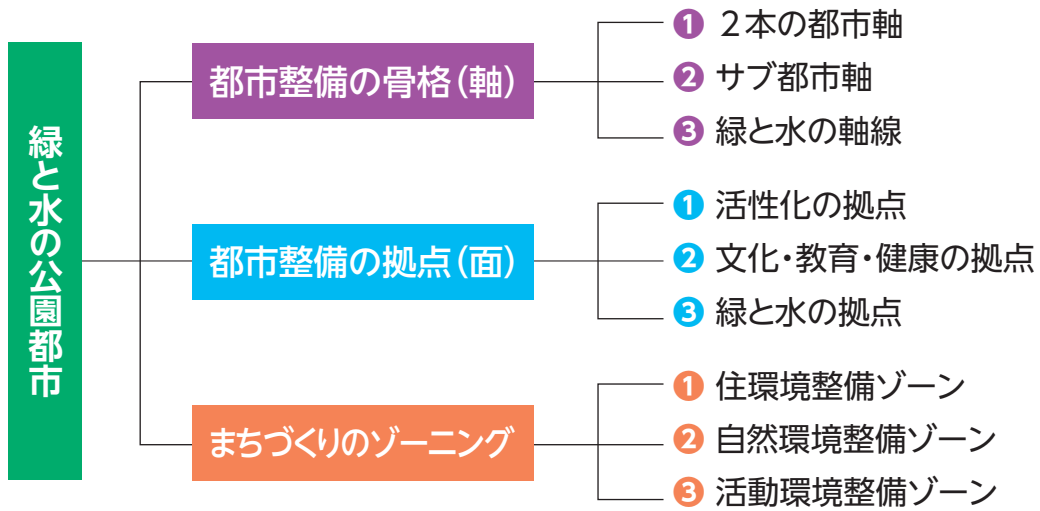 緑と水の公園都市
都市整備の骨格（軸）
❶ ２本の都市軸
❷ サブ都市軸
❸ 緑と水の軸線
都市整備の拠点（面）
❶ 活性化の拠点
❷ 文化・教育・健康の拠点
❸ 緑と水の拠点
まちづくりのゾーニング
❶ 住環境整備ゾーン
❷ 自然環境整備ゾーン
❸ 活動環境整備ゾーン